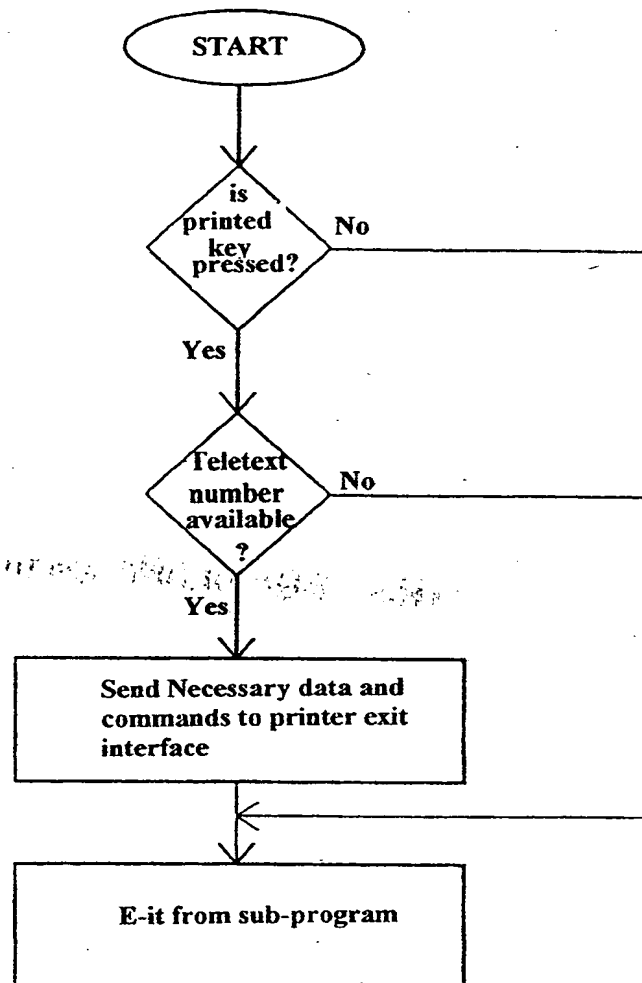 START
is
printed
key
pressed?
No
Yes
Teletext
number
available
?
No
Yes
Send Necessary data and
commands to printer exit
interface
E-it from sub-program